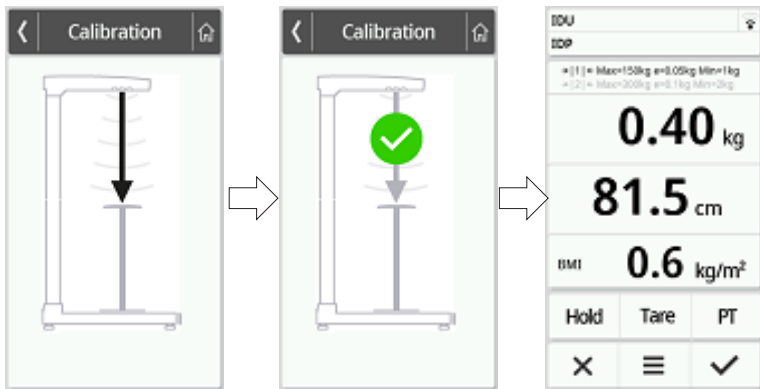 Calibration
Calibration
IDU
IDP
[1] Max=150kg e=0.05kg Min=1kg
[2] Max=300kg e=0.1kg Min=2kg
0.40 kg
81.5 cm
BMI 0.6 kg/m²
Hold Tare PT